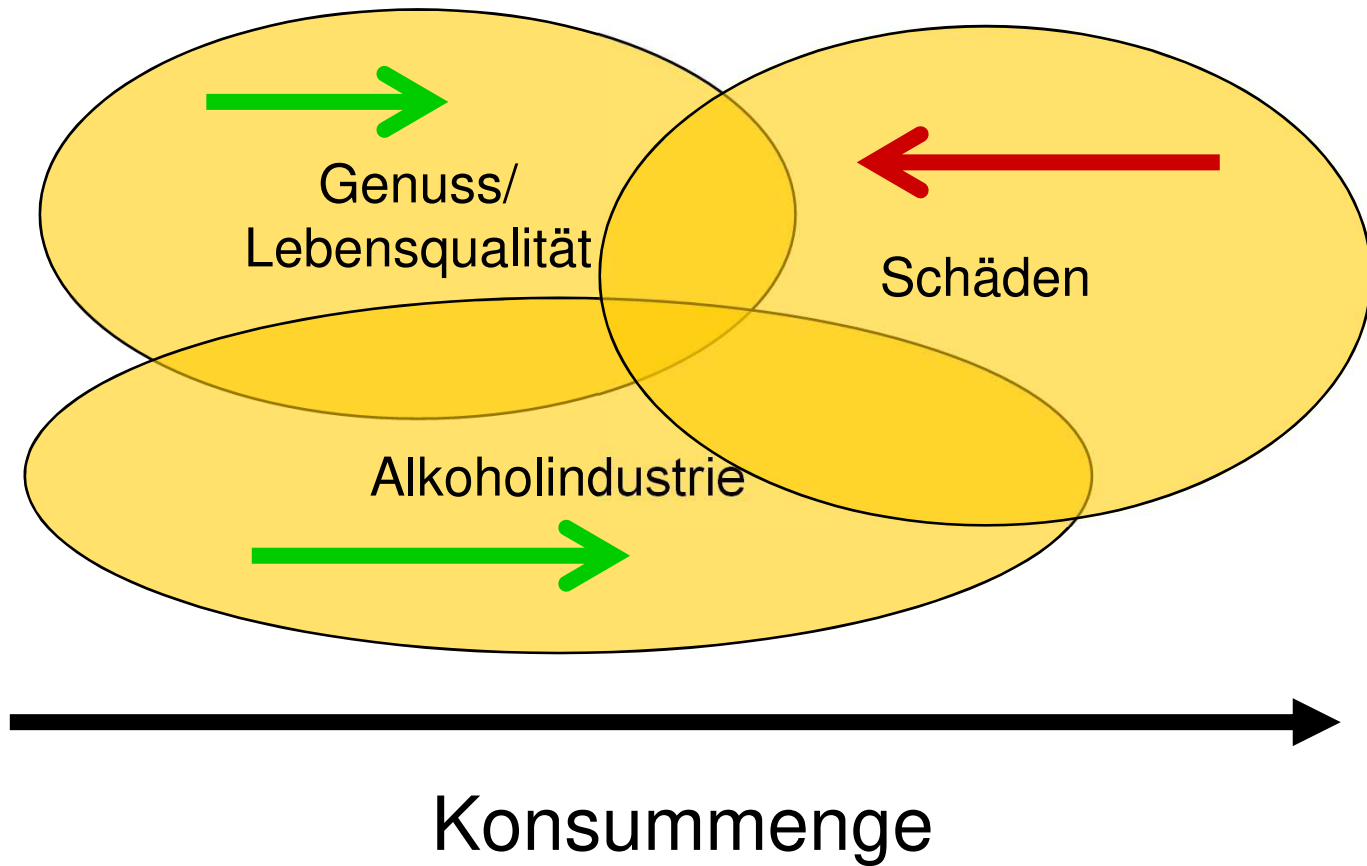 Genuss/
Lebensqualität
Schäden
Alkoholindustrie
Konsummenge